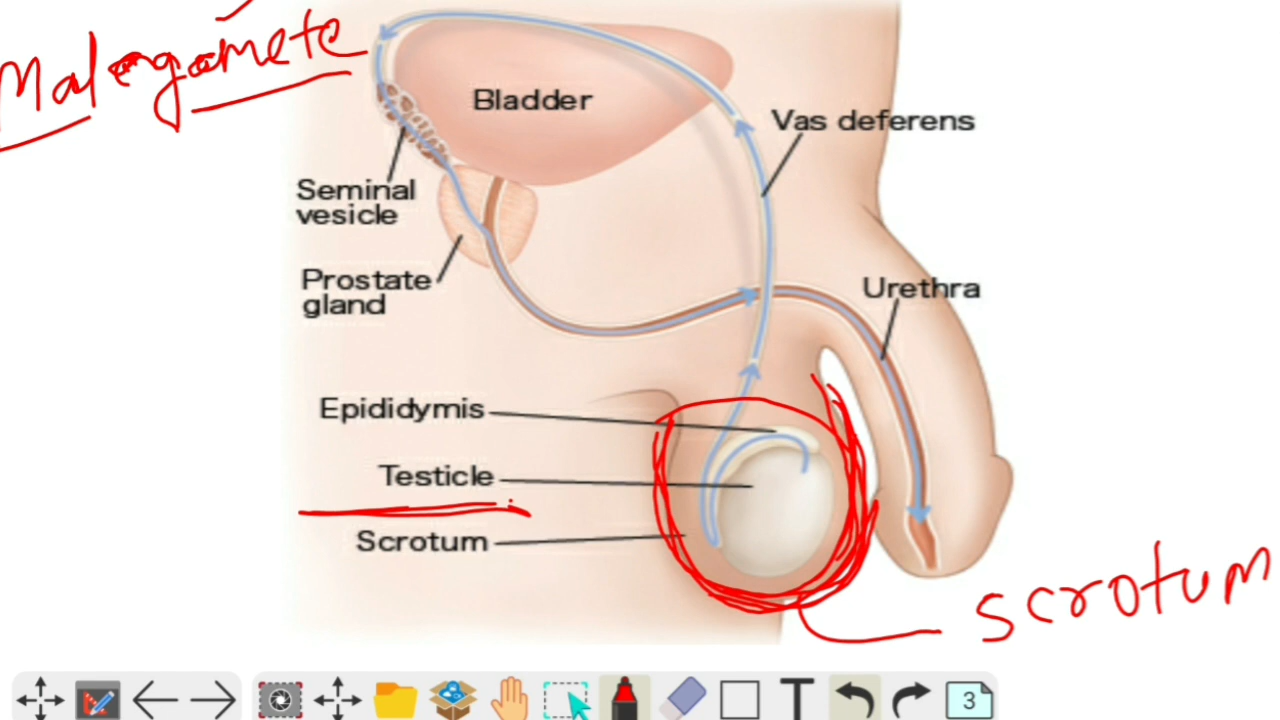 Malegamete
Bladder
Vas deferens
Seminal
vesicle
Prostate
gland
Urethra
Epididymis
Testicle
Scrotum
Scrotum
T
3